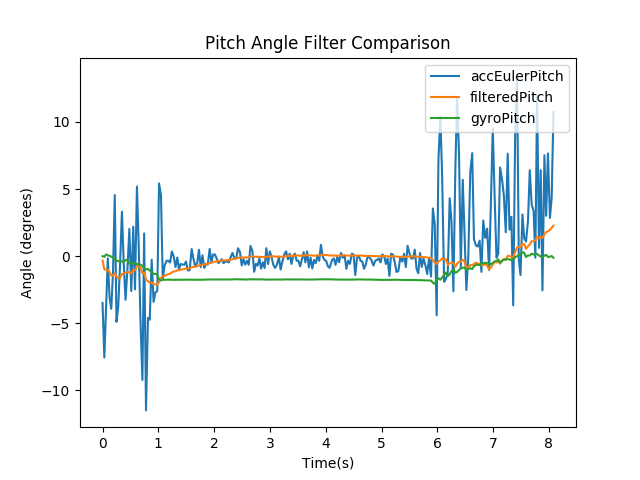 Pitch Angle Filter Comparison
accEulerPitch
filteredPitch
gyroPitch
Angle (degrees)
10
5
0
−5
−10
0 1 2 3 4 5 6 7 8
Time(s)